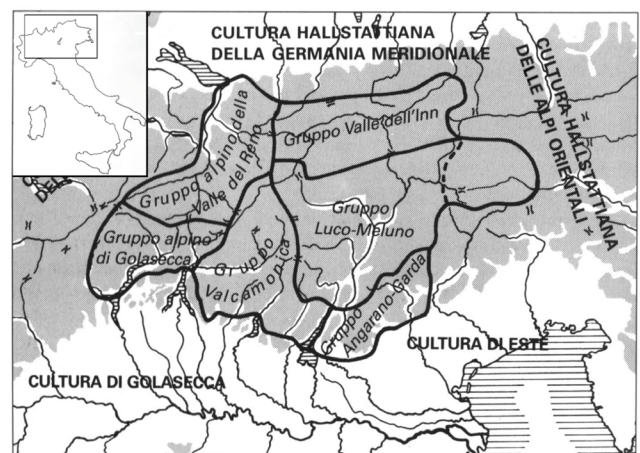 CULTURA HALLSTATTIANA
DELLA GERMANIA MERIDIONALE
CULTURA HALLSTATTIANA
DELLE ALPI ORIENTALI
Gruppo alpino della
Valle del Reno
Gruppo Valle dell'Inn
Gruppo
Luco-Meluno
Gruppo alpino
di Golasecca
Gruppo
Valcamonica
Gruppo
Angarano-Garda
CULTURA DI ESTE
CULTURA DI GOLASECCA